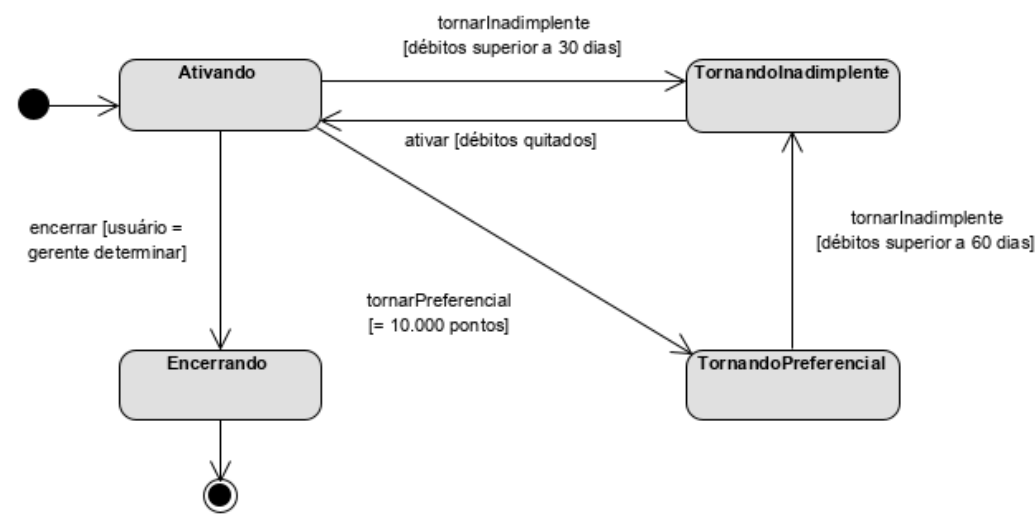 tornarInadimplente
[débitos superior a 30 dias]
Ativando
TornandoInadimplente
ativar [débitos quitados]
encerrar [usuário =
gerente determinar]
tornarInadimplente
[débitos superior a 60 dias]
tornarPreferencial
[= 10.000 pontos]
Encerrando
TornandoPreferencial